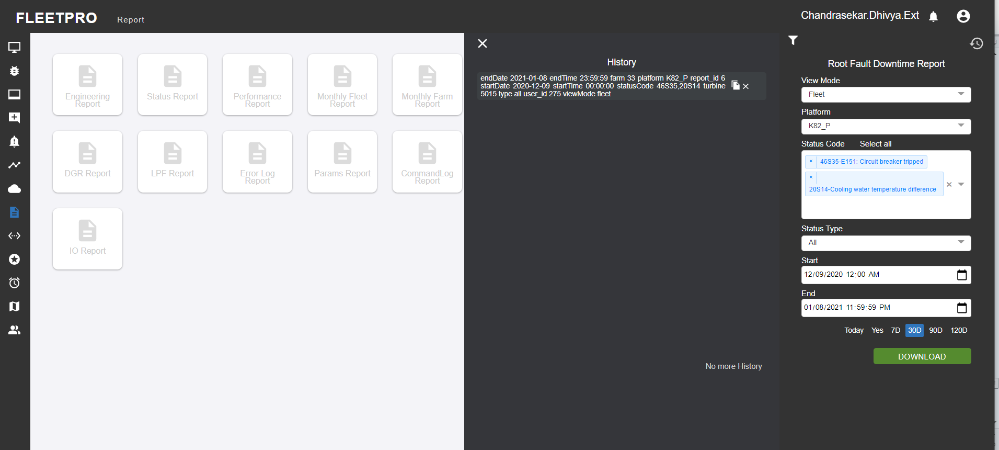 FLEETPRO
Report
Chandrasekar.Dhivya.Ext
Engineering
Report
Status Report
Performance
Report
Monthly Fleet
Report
Monthly Farm
Report
DGR Report
LPF Report
Error Log
Report
Params Report
CommandLog
Report
IO Report
History
endDate 2021-01-08 endTime 23:59:59 farm 33 platform K82_P report_id 6
startDate 2020-12-09 startTime 00:00:00 statusCode 46S35,20S14 turbine
5015 type all user_id 275 viewMode fleet
No more History
Root Fault Downtime Report
View Mode
Fleet
Platform
K82_P
Status Code Select all
× 46S35-E151: Circuit breaker tripped
×
20S14-Cooling water temperature difference
×
Status Type
All
Start
12/09/2020 12:00 AM
End
01/08/2021 11:59:59 PM
Today Yes 7D 30D 90D 120D
DOWNLOAD